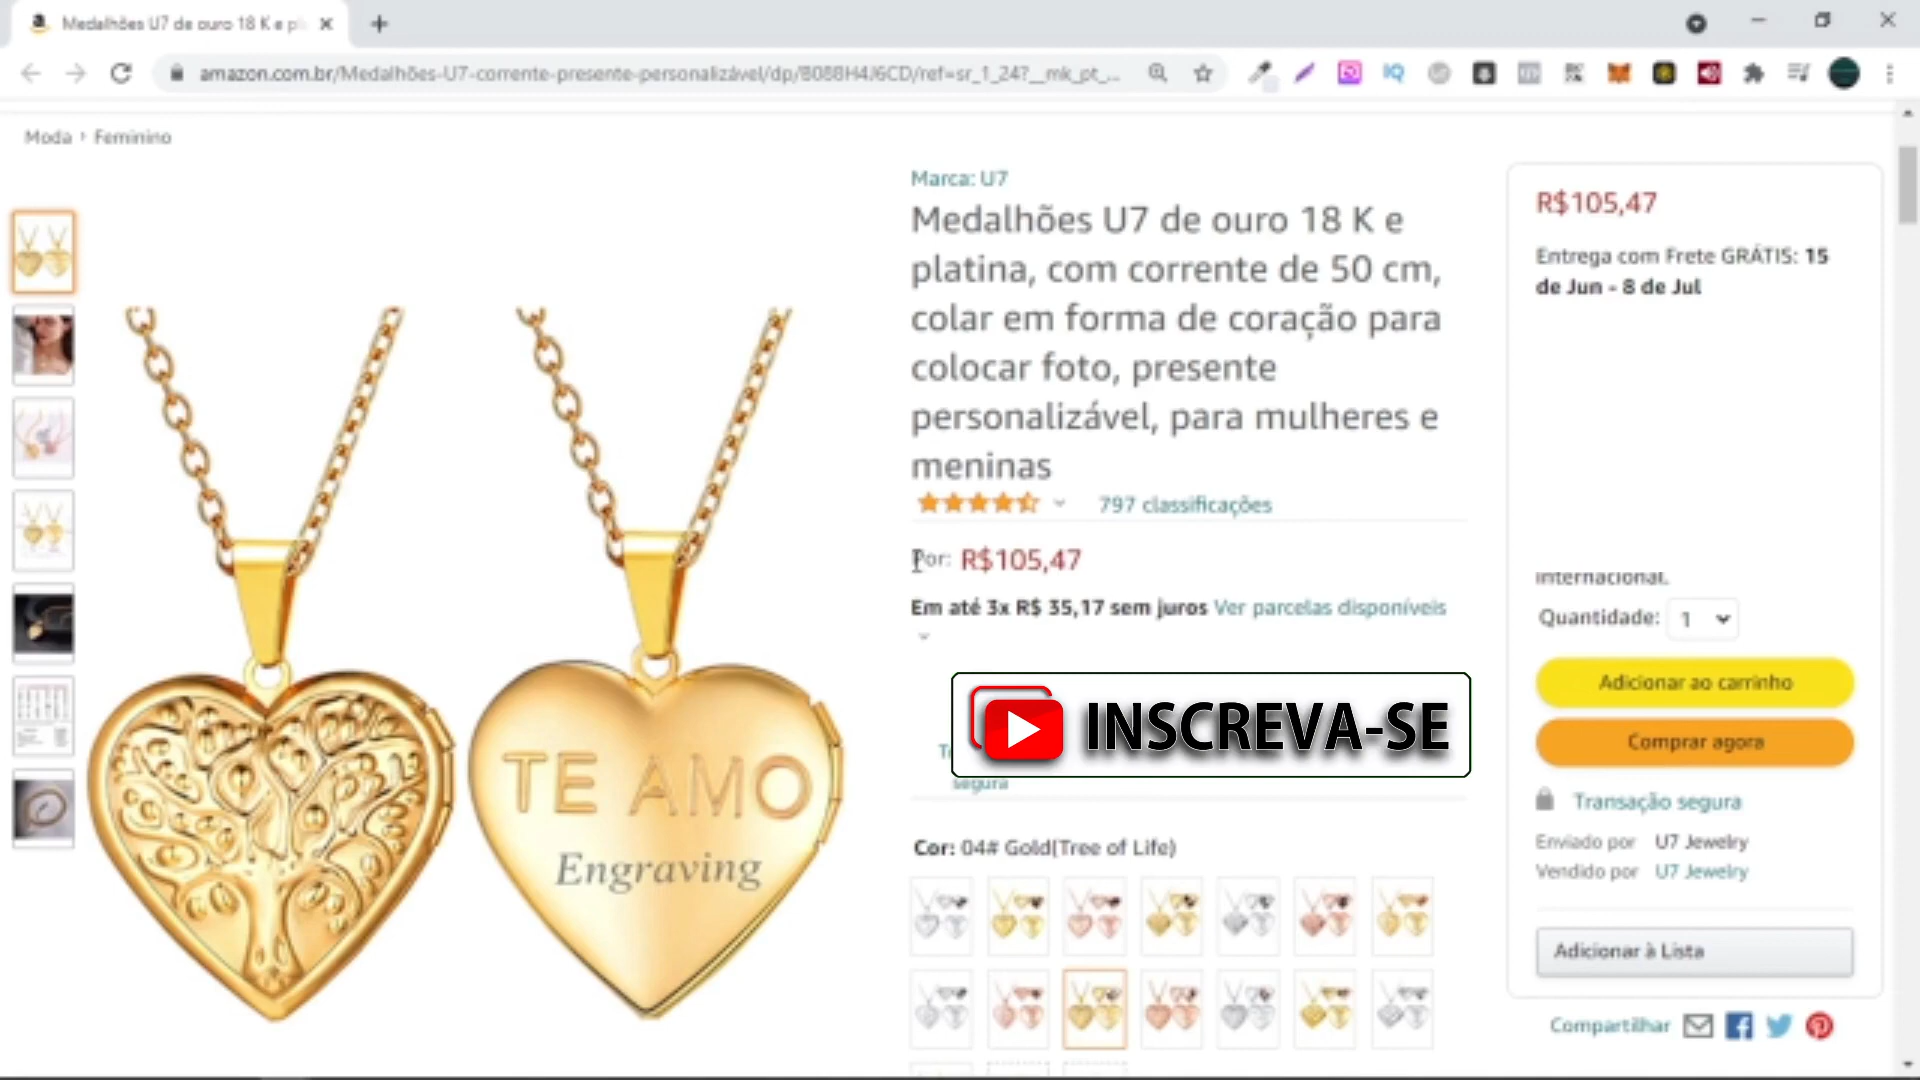 Medalhões U7 de ouro 18 K e
amazon.com.br/Medalhões-U7-corrente-presente-personalizável/dp/B08BH4J6CD/ref=sr_1_24?__mk_pt_...
Moda › Feminino
Marca: U7
Medalhões U7 de ouro 18 K e
platina, com corrente de 50 cm,
colar em forma de coração para
colocar foto, presente
personalizável, para mulheres e
meninas
797 classificações
Por: R$105,47
Em até 3x R$ 35,17 sem juros Ver parcelas disponíveis
INSCREVA-SE
segura
Cor: 04# Gold(Tree of Life)
TE AMO
Engraving
R$105,47
Entrega com Frete GRÁTIS: 15
de Jun - 8 de Jul
internacional.
Quantidade: 1
Adicionar ao carrinho
Comprar agora
Transação segura
Enviado por U7 Jewelry
Vendido por U7 Jewelry
Adicionar à Lista
Compartilhar